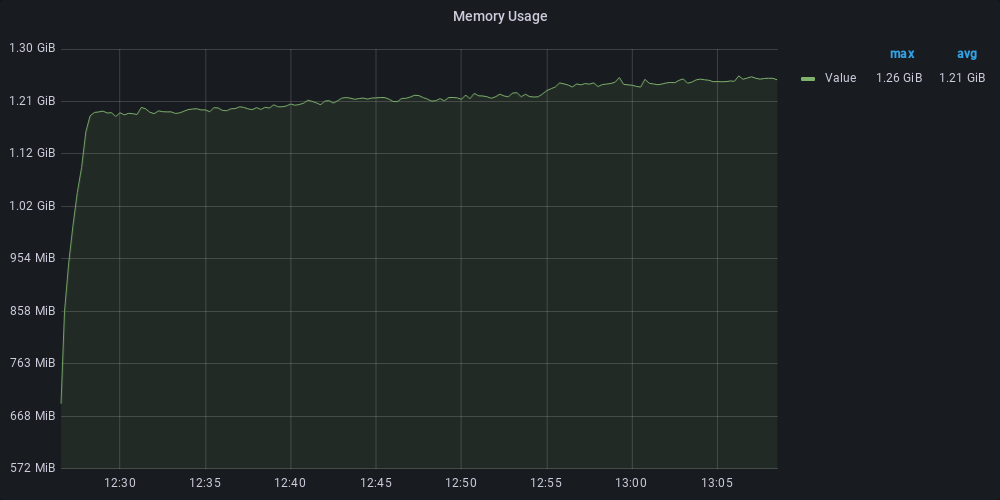 Memory Usage
1.30 GiB
1.21 GiB
1.12 GiB
1.02 GiB
954 MiB
858 MiB
763 MiB
668 MiB
572 MiB
12:30 12:35 12:40 12:45 12:50 12:55 13:00 13:05
max avg
Value 1.26 GiB 1.21 GiB